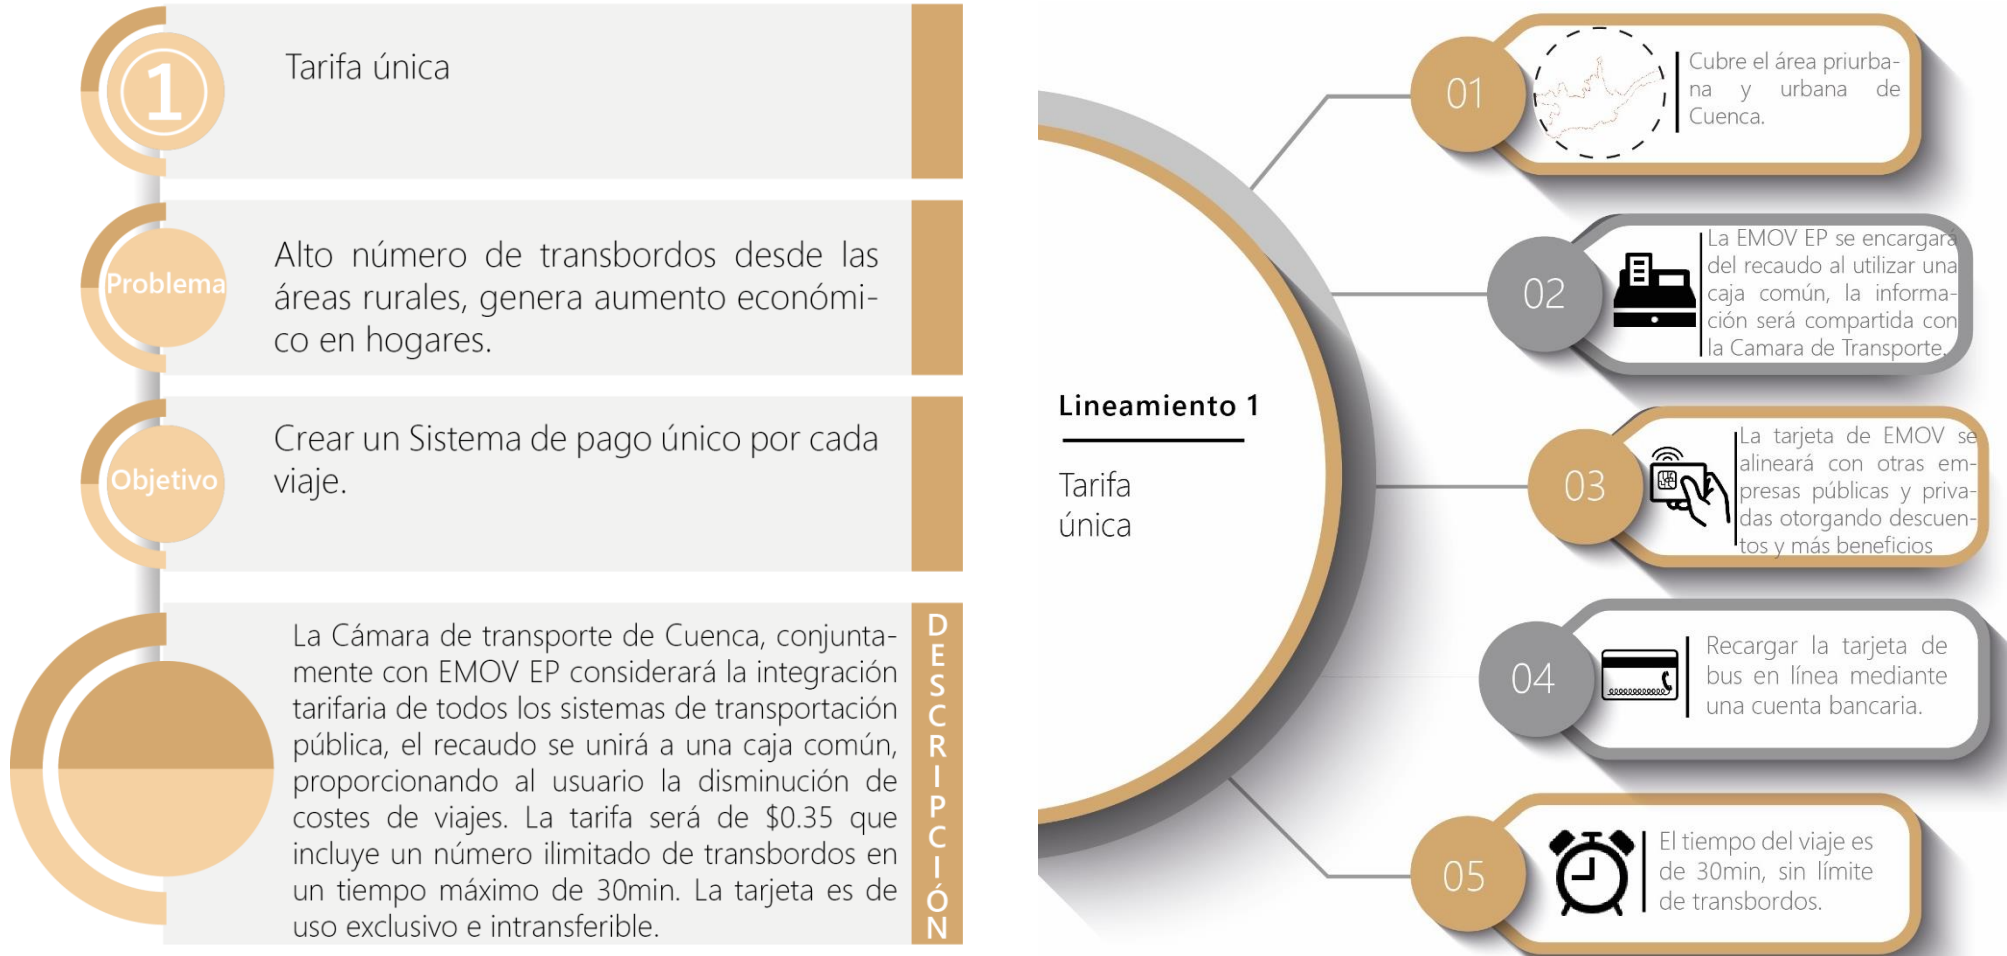 1
Tarifa única
Problema
Alto número de transbordos desde las
áreas rurales, genera aumento económi-
co en hogares.
Objetivo
Crear un Sistema de pago único por cada
viaje.
La Cámara de transporte de Cuenca, conjunta-
mente con EMOV EP considerará la integración
tarifaria de todos los sistemas de transportación
pública, el recaudo se unirá a una caja común,
proporcionando al usuario la disminución de
costes de viajes. La tarifa será de $0.35 que
incluye un número ilimitado de transbordos en
un tiempo máximo de 30min. La tarjeta es de
uso exclusivo e intransferible.
DESCRIPCIÓN
Lineamiento 1
Tarifa
única
01
Cubre el área priurba-
na y urbana de
Cuenca.
02
La EMOV EP se encargará
del recaudo al utilizar una
caja común, la informa-
ción será compartida con
la Camara de Transporte.
03
La tarjeta de EMOV se
alineará con otras em-
presas públicas y priva-
das otorgando descuen-
tos y más beneficios
04
Recargar la tarjeta de
bus en línea mediante
una cuenta bancaria.
05
El tiempo del viaje es
de 30min, sin límite
de transbordos.